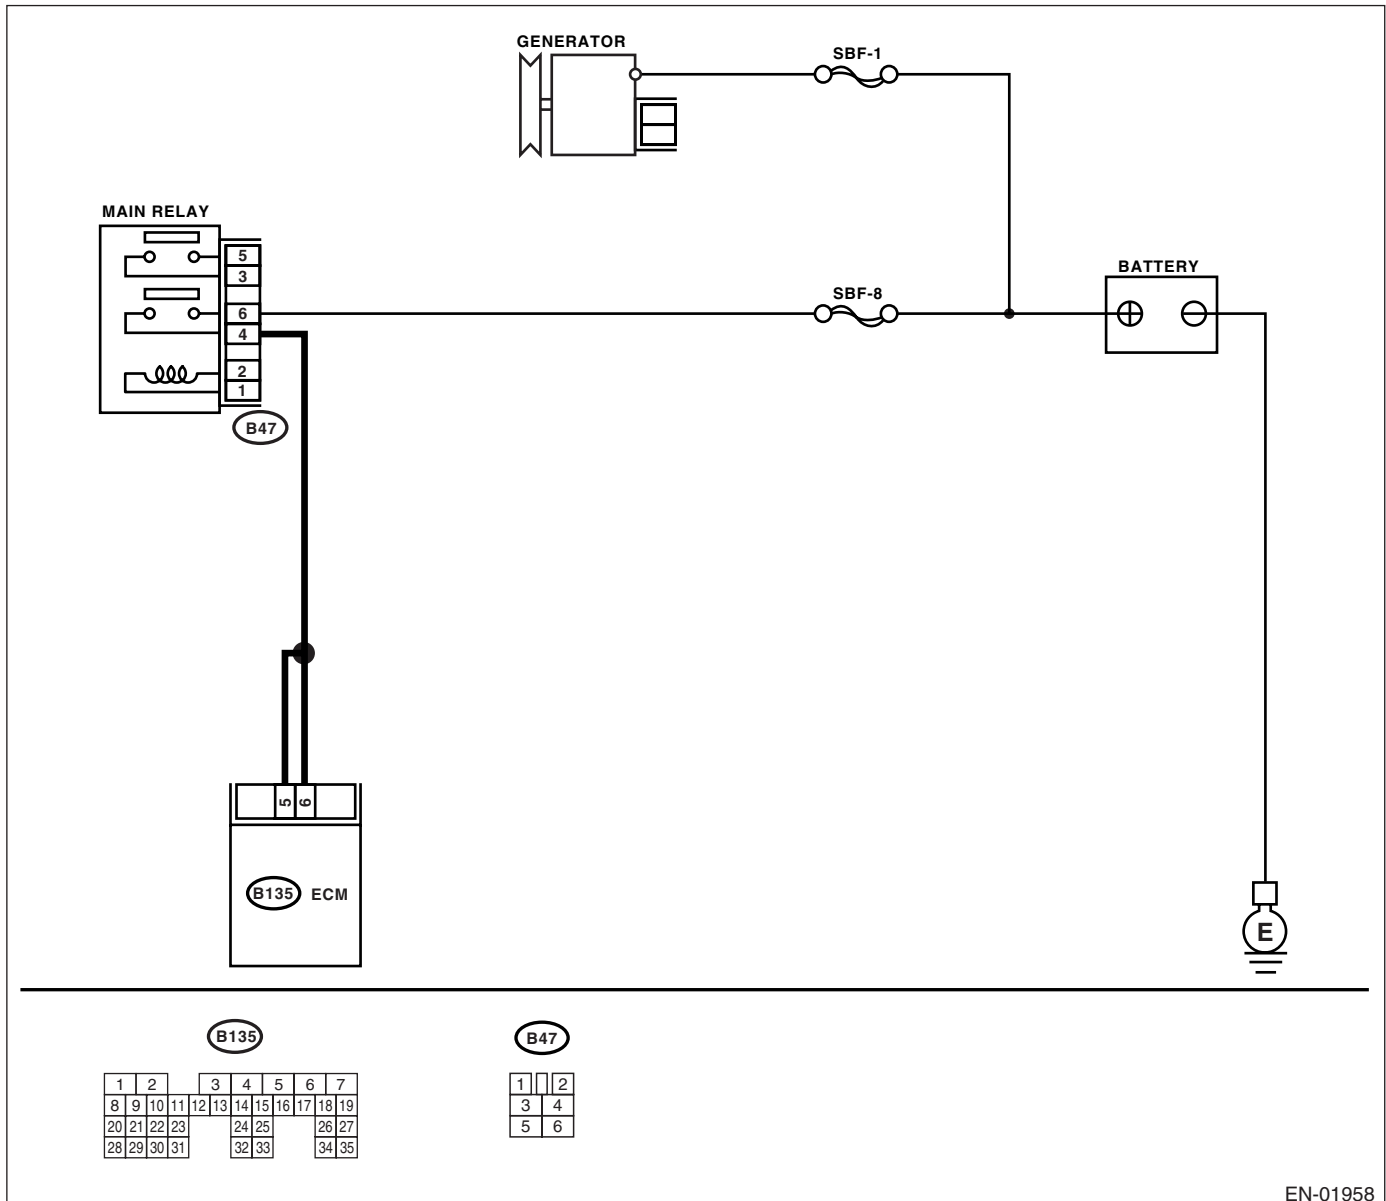 GENERATOR
SBF-1
MAIN RELAY
5
3
6
4
2
1
B47
SBF-8
BATTERY
5 6
B135 ECM
E
B135
B47
1 2 3 4 5 6 7
8 9 10 11 12 13 14 15 16 17 18 19
20 21 22 23 24 25 26 27
28 29 30 31 32 33 34 35
1 2
3 4
5 6
EN-01958